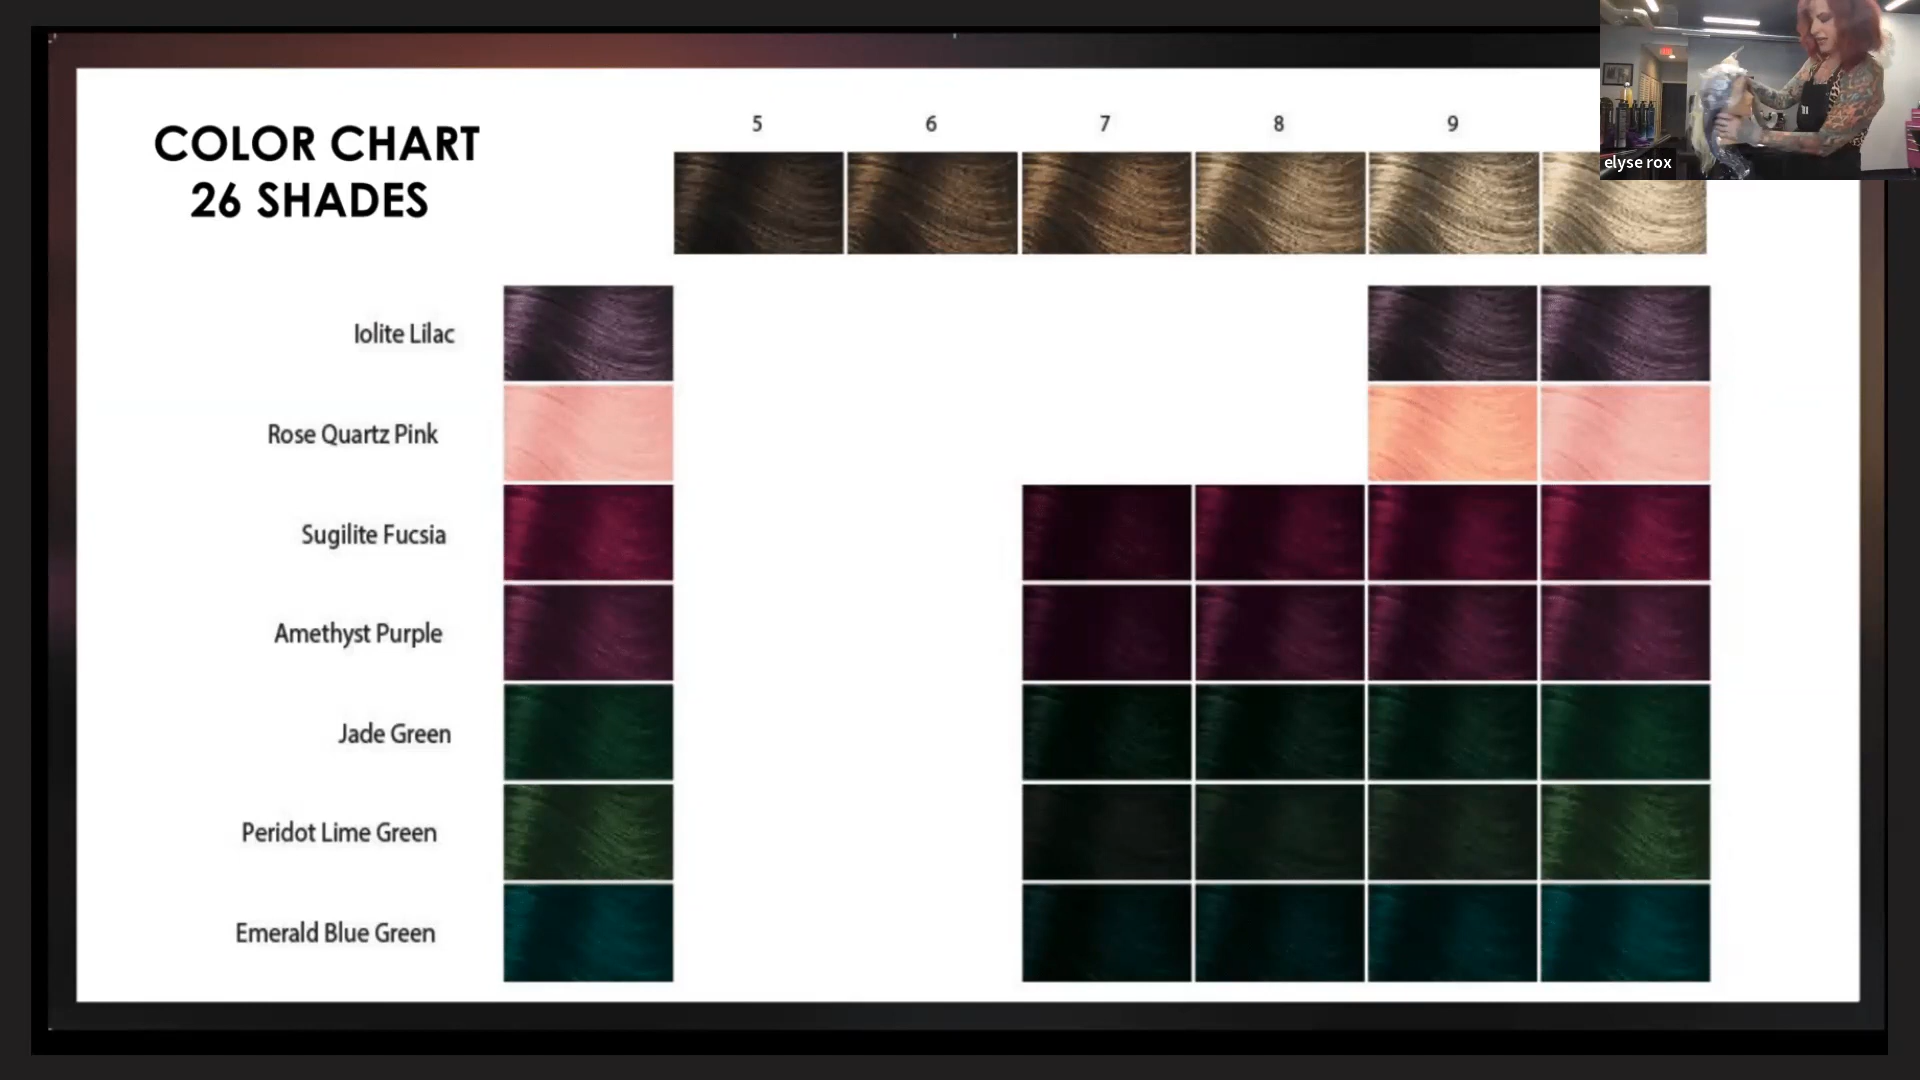 COLOR CHART
26 SHADES
5 6 7 8 9
elyse rox
Iolite Lilac
Rose Quartz Pink
Sugilite Fucsia
Amethyst Purple
Jade Green
Peridot Lime Green
Emerald Blue Green